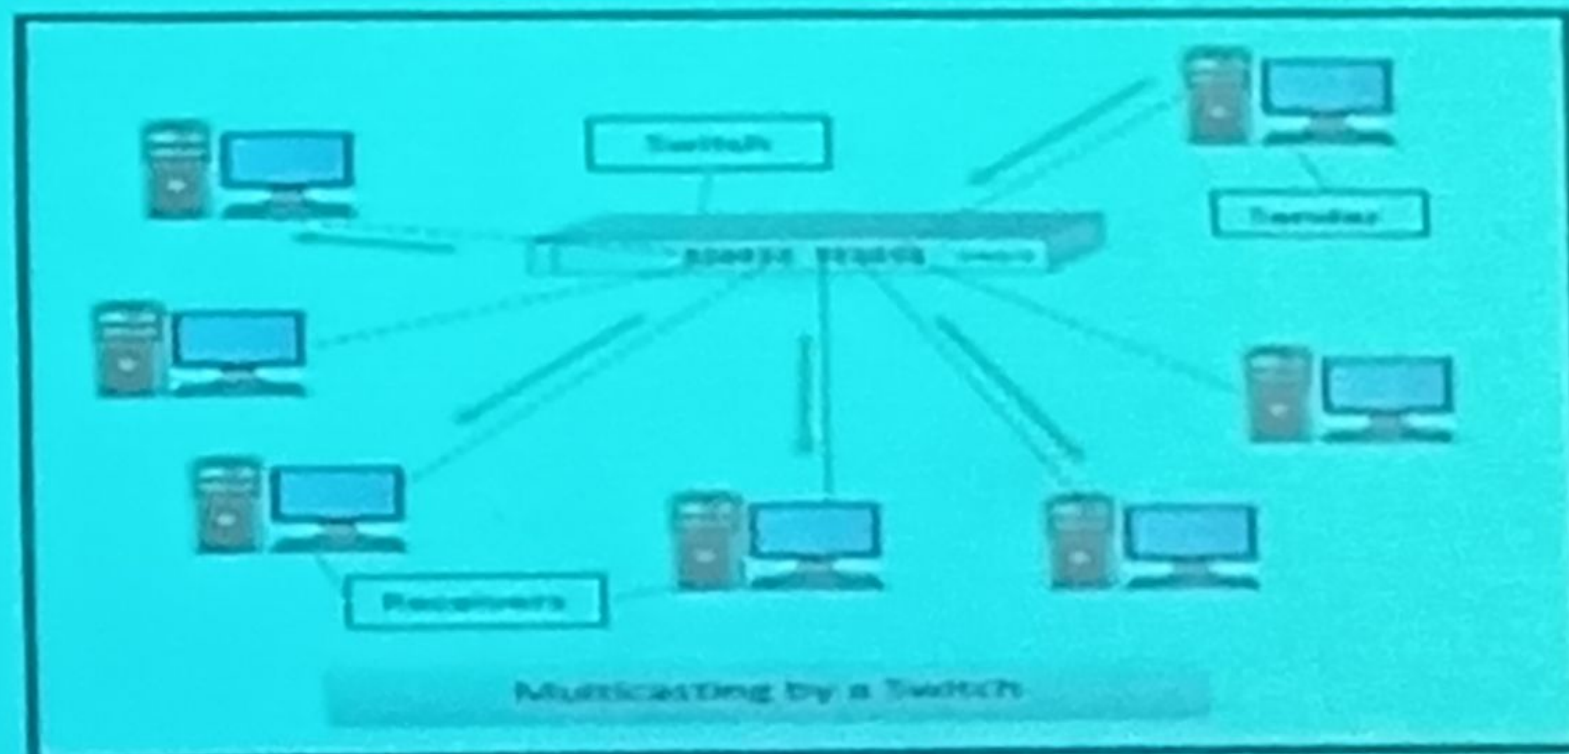 Switch
Sender
Receivers
Multicasting by a Switch